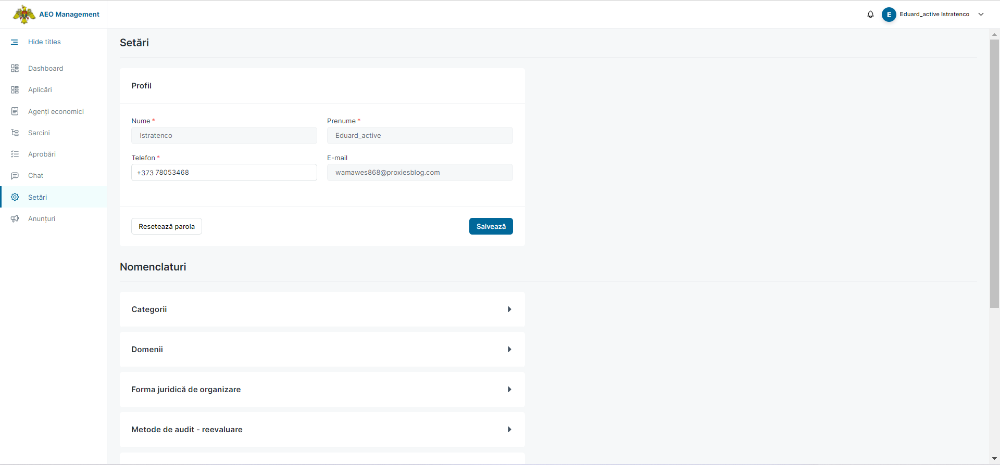 AEO Management
E
Eduard_active Istratenco
Hide titles
Dashboard
Aplicări
Agenți economici
Sarcini
Aprobări
Chat
Setări
Anunțuri
Setări
Profil
Nume *
Prenume *
Istratenco
Eduard_active
Telefon *
E-mail
+373 78053468
wamawes868@proxiesblog.com
Resetează parola
Salvează
Nomenclaturi
Categorii
Domenii
Forma juridică de organizare
Metode de audit - reevaluare